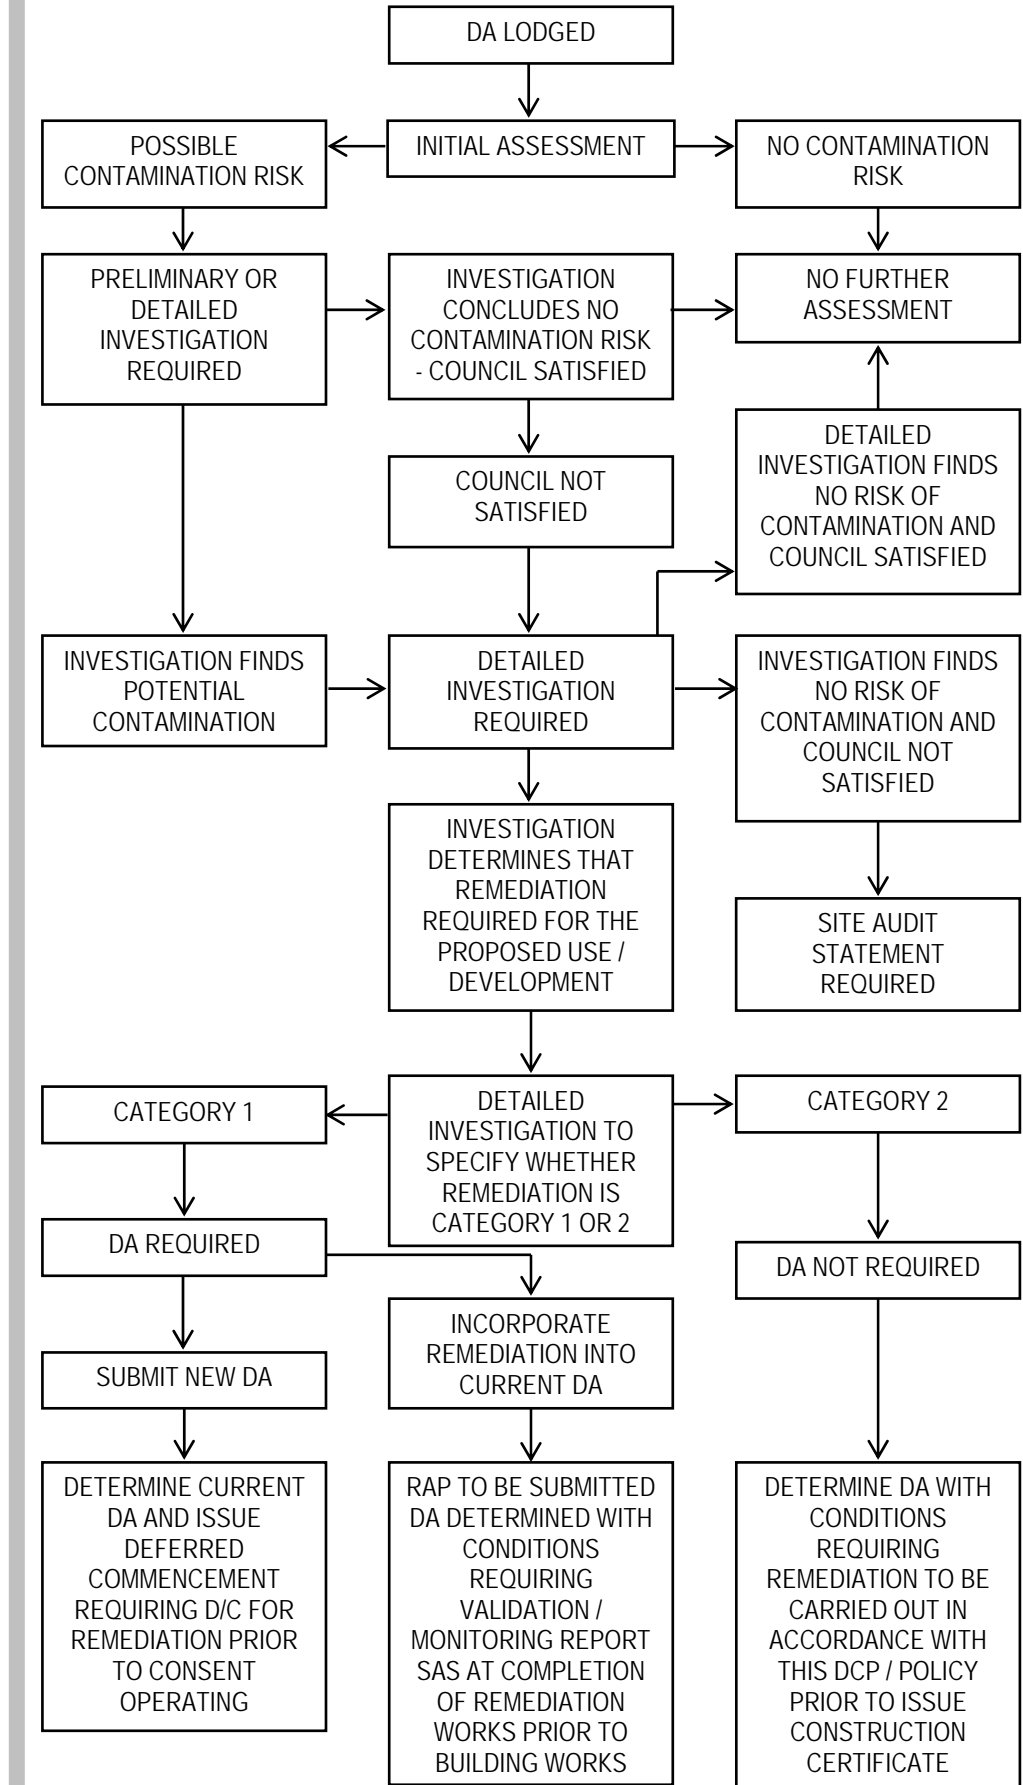 DA LODGED
POSSIBLE
CONTAMINATION RISK
INITIAL ASSESSMENT
NO CONTAMINATION
RISK
PRELIMINARY OR
DETAILED
INVESTIGATION
REQUIRED
INVESTIGATION
CONCLUDES NO
CONTAMINATION RISK
- COUNCIL SATISFIED
NO FURTHER
ASSESSMENT
COUNCIL NOT
SATISFIED
DETAILED
INVESTIGATION FINDS
NO RISK OF
CONTAMINATION AND
COUNCIL SATISFIED
INVESTIGATION FINDS
POTENTIAL
CONTAMINATION
DETAILED
INVESTIGATION
REQUIRED
INVESTIGATION FINDS
NO RISK OF
CONTAMINATION AND
COUNCIL NOT
SATISFIED
INVESTIGATION
DETERMINES THAT
REMEDIATION
REQUIRED FOR THE
PROPOSED USE /
DEVELOPMENT
SITE AUDIT
STATEMENT
REQUIRED
CATEGORY 1
DETAILED
INVESTIGATION TO
SPECIFY WHETHER
REMEDIATION IS
CATEGORY 1 OR 2
CATEGORY 2
DA REQUIRED
DA NOT REQUIRED
SUBMIT NEW DA
INCORPORATE
REMEDIATION INTO
CURRENT DA
DETERMINE CURRENT
DA AND ISSUE
DEFERRED
COMMENCEMENT
REQUIRING D/C FOR
REMEDIATION PRIOR
TO CONSENT
OPERATING
RAP TO BE SUBMITTED
DA DETERMINED WITH
CONDITIONS
REQUIRING
VALIDATION /
MONITORING REPORT
SAS AT COMPLETION
OF REMEDIATION
WORKS PRIOR TO
BUILDING WORKS
DETERMINE DA WITH
CONDITIONS
REQUIRING
REMEDIATION TO BE
CARRIED OUT IN
ACCORDANCE WITH
THIS DCP / POLICY
PRIOR TO ISSUE
CONSTRUCTION
CERTIFICATE